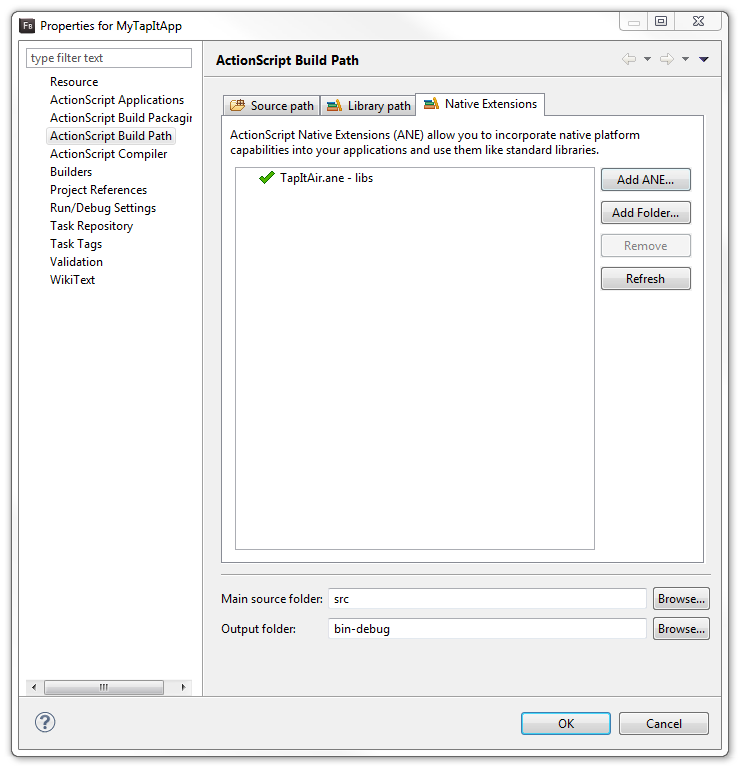 Fb Properties for MyTapItApp
type filter text
Resource
ActionScript Applications
ActionScript Build Packagin
ActionScript Build Path
ActionScript Compiler
Builders
Project References
Run/Debug Settings
Task Repository
Task Tags
Validation
WikiText
ActionScript Build Path
Source path
Library path
Native Extensions
ActionScript Native Extensions (ANE) allow you to incorporate native platform
capabilities into your applications and use them like standard libraries.
TapItAir.ane - libs
Add ANE...
Add Folder...
Remove
Refresh
Main source folder: src Browse...
Output folder: bin-debug Browse...
? OK Cancel